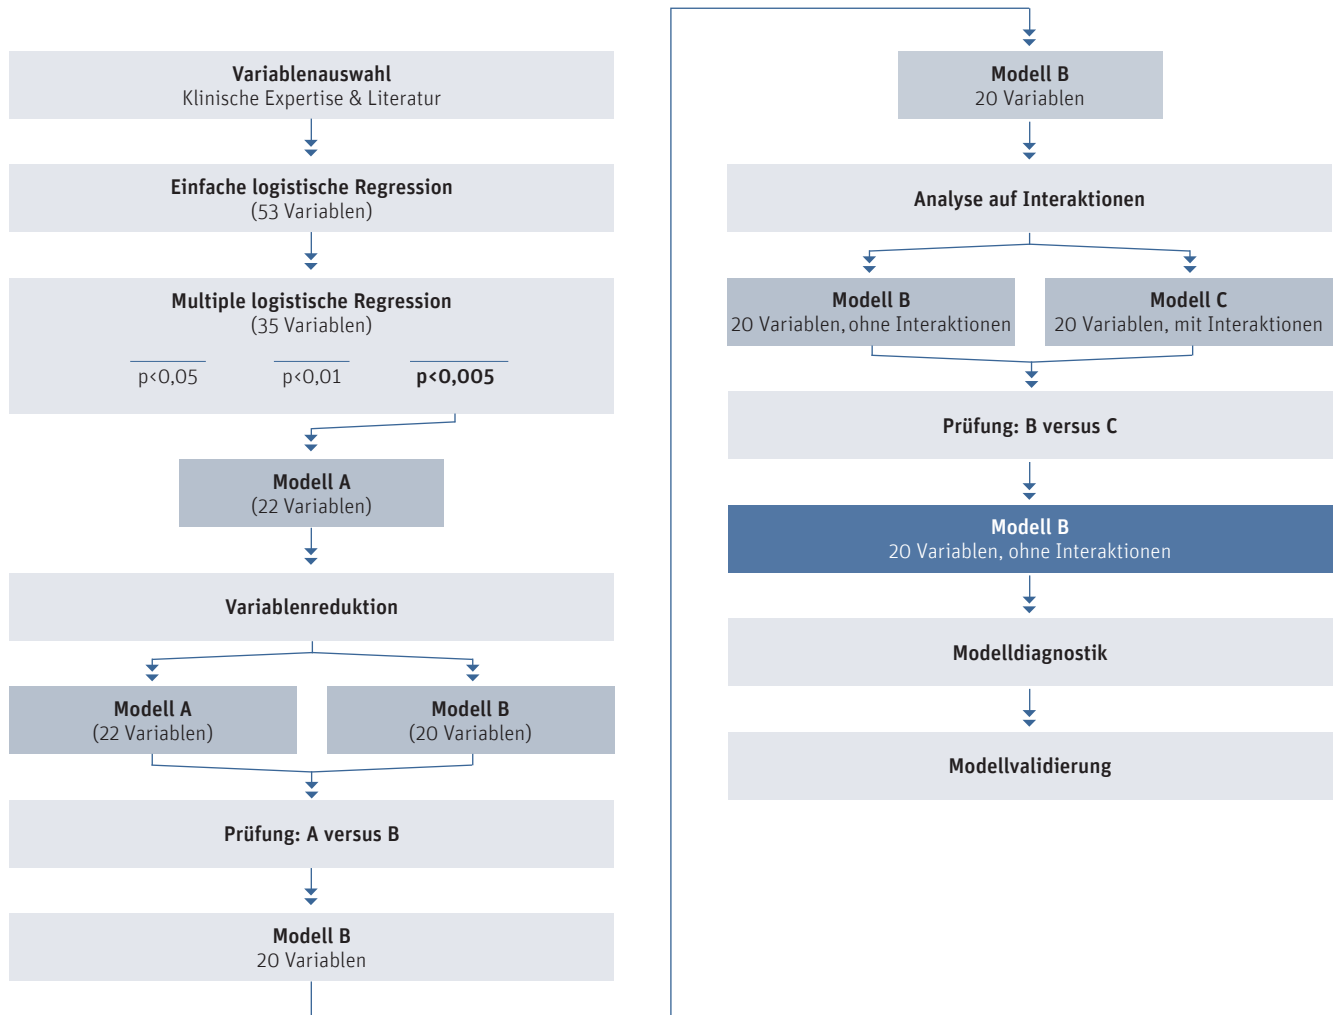 Variablenauswahl
Klinische Expertise & Literatur
Einfache logistische Regression
(53 Variablen)
Multiple logistische Regression
(35 Variablen)
p<0,05 p<0,01 p<0,005
Modell A
(22 Variablen)
Variablenreduktion
Modell A
(22 Variablen)
Modell B
(20 Variablen)
Prüfung: A versus B
Modell B
20 Variablen
Modell B
20 Variablen
Analyse auf Interaktionen
Modell B
20 Variablen, ohne Interaktionen
Modell C
20 Variablen, mit Interaktionen
Prüfung: B versus C
Modell B
20 Variablen, ohne Interaktionen
Modelldiagnostik
Modellvalidierung